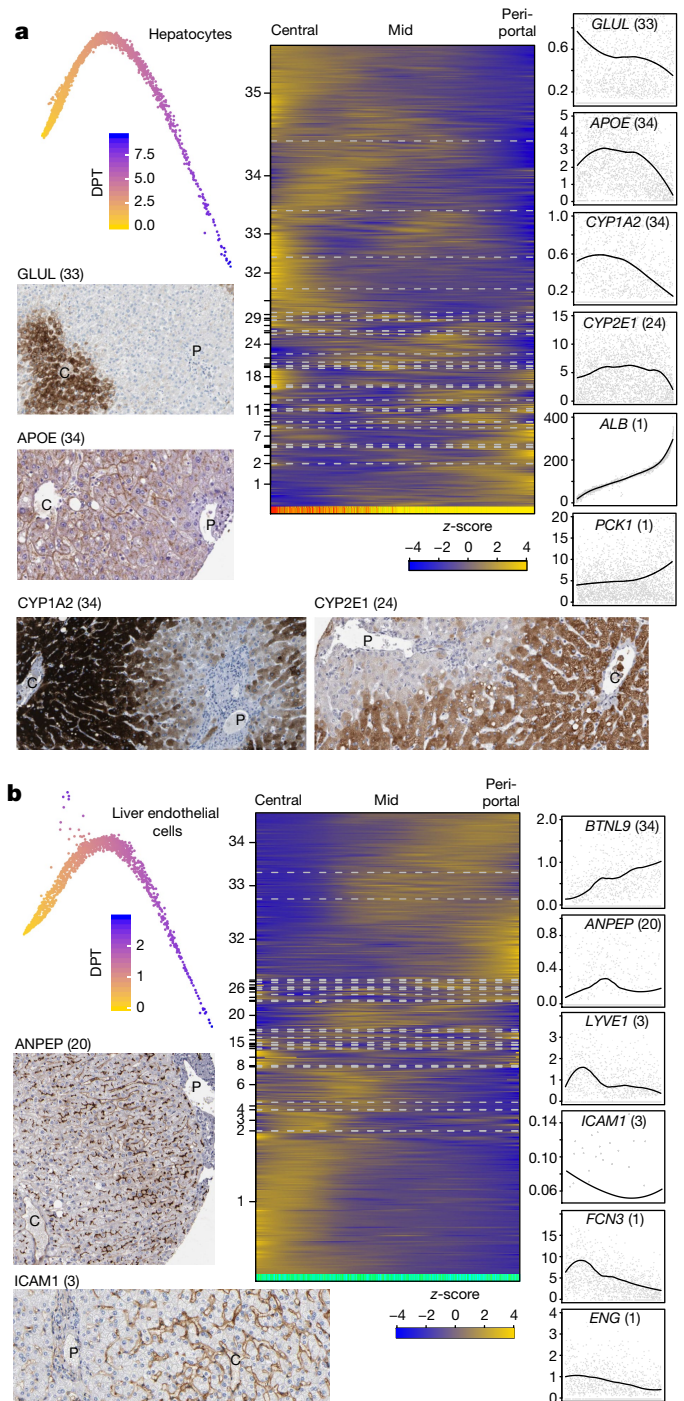 a
Hepatocytes
DPT
7.5
5.0
2.5
0.0
Central
Mid
Peri-
portal
35
34
33
32
29
24
18
11
7
2
1
z-score
−4
−2
0
2
4
GLUL (33)
0.6
0.2
APOE (34)
5
4
3
2
1
0
CYP1A2 (34)
1.0
0.6
0.2
CYP2E1 (24)
15
10
5
0
ALB (1)
400
200
0
PCK1 (1)
20
15
10
5
0
GLUL (33)
C
P
APOE (34)
C
P
CYP1A2 (34)
C
P
CYP2E1 (24)
P
C
b
Liver endothelial
cells
DPT
2
1
0
Central
Mid
Peri-
portal
34
33
32
26
20
15
8
6
4
3
2
1
z-score
−4
−2
0
2
4
BTNL9 (34)
2.0
1.0
0.0
ANPEP (20)
0.8
0.4
0.0
LYVE1 (3)
3
2
1
0
ICAM1 (3)
0.14
0.10
0.06
FCN3 (1)
15
10
5
0
ENG (1)
4
3
2
1
0
ANPEP (20)
P
C
ICAM1 (3)
P
C